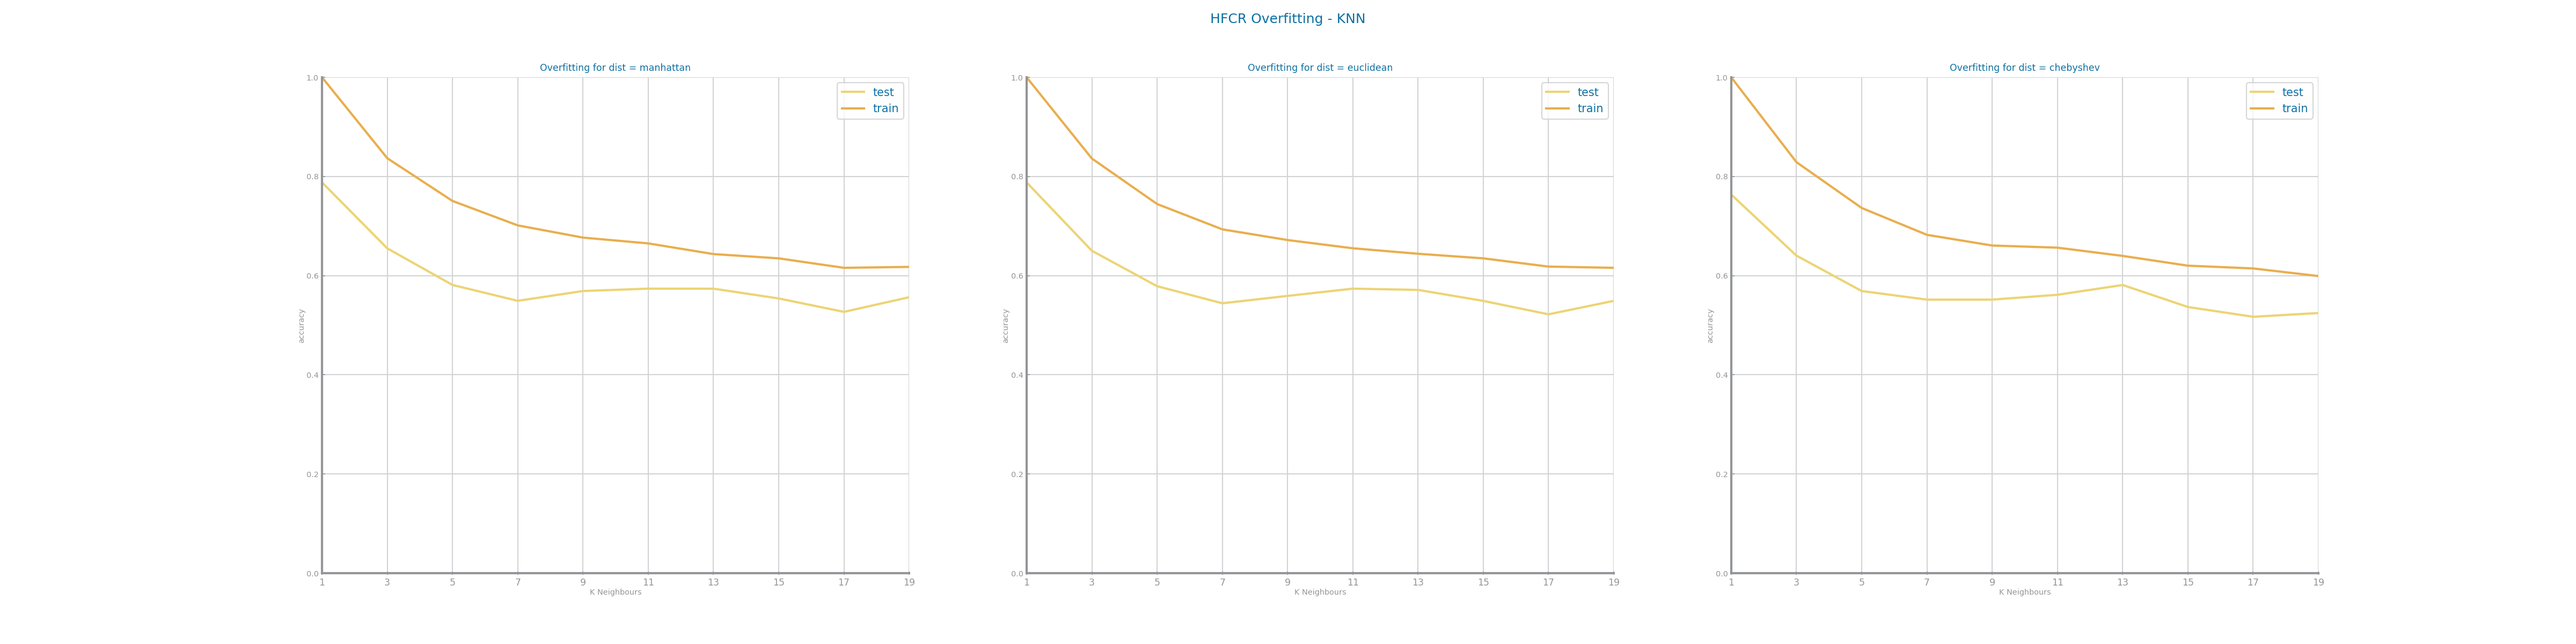 HFCR Overfitting - KNN
Overfitting for dist = manhattan
1.0
0.8
0.6
0.4
0.2
0.0
accuracy
test
train
1 3 5 7 9 11 13 15 17 19
K Neighbours
Overfitting for dist = euclidean
1.0
0.8
0.6
0.4
0.2
0.0
accuracy
test
train
1 3 5 7 9 11 13 15 17 19
K Neighbours
Overfitting for dist = chebyshev
1.0
0.8
0.6
0.4
0.2
0.0
accuracy
test
train
1 3 5 7 9 11 13 15 17 19
K Neighbours